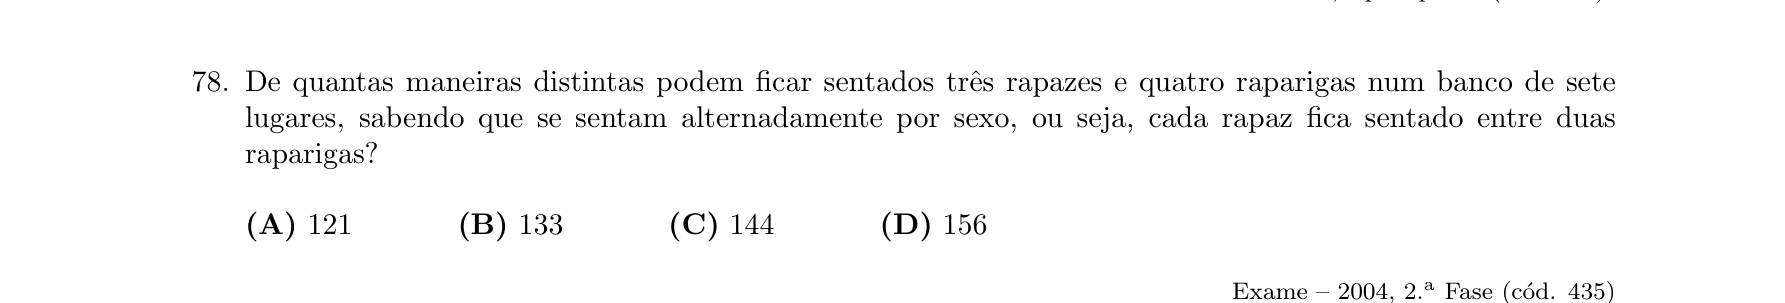 78. De quantas maneiras distintas podem ficar sentados três rapazes e quatro raparigas num banco de sete
lugares, sabendo que se sentam alternadamente por sexo, ou seja, cada rapaz fica sentado entre duas
raparigas?
(A) 121 (B) 133 (C) 144 (D) 156
Exame – 2004, 2.ª Fase (cód. 435)